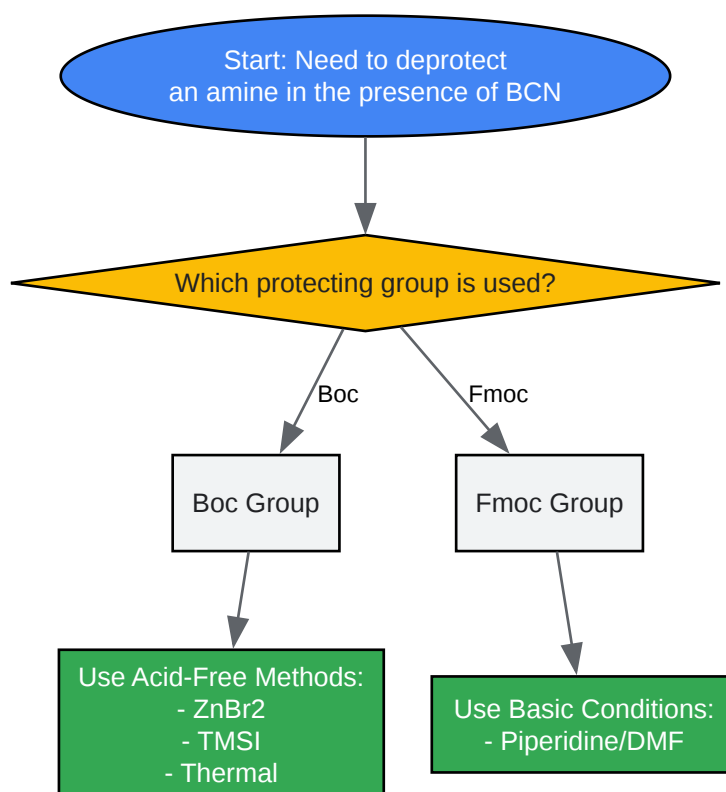 Start: Need to deprotect
an amine in the presence of BCN
Which protecting group is used?
Boc
Fmoc
Boc Group
Fmoc Group
Use Acid-Free Methods:
- ZnBr2
- TMSI
- Thermal
Use Basic Conditions:
- Piperidine/DMF